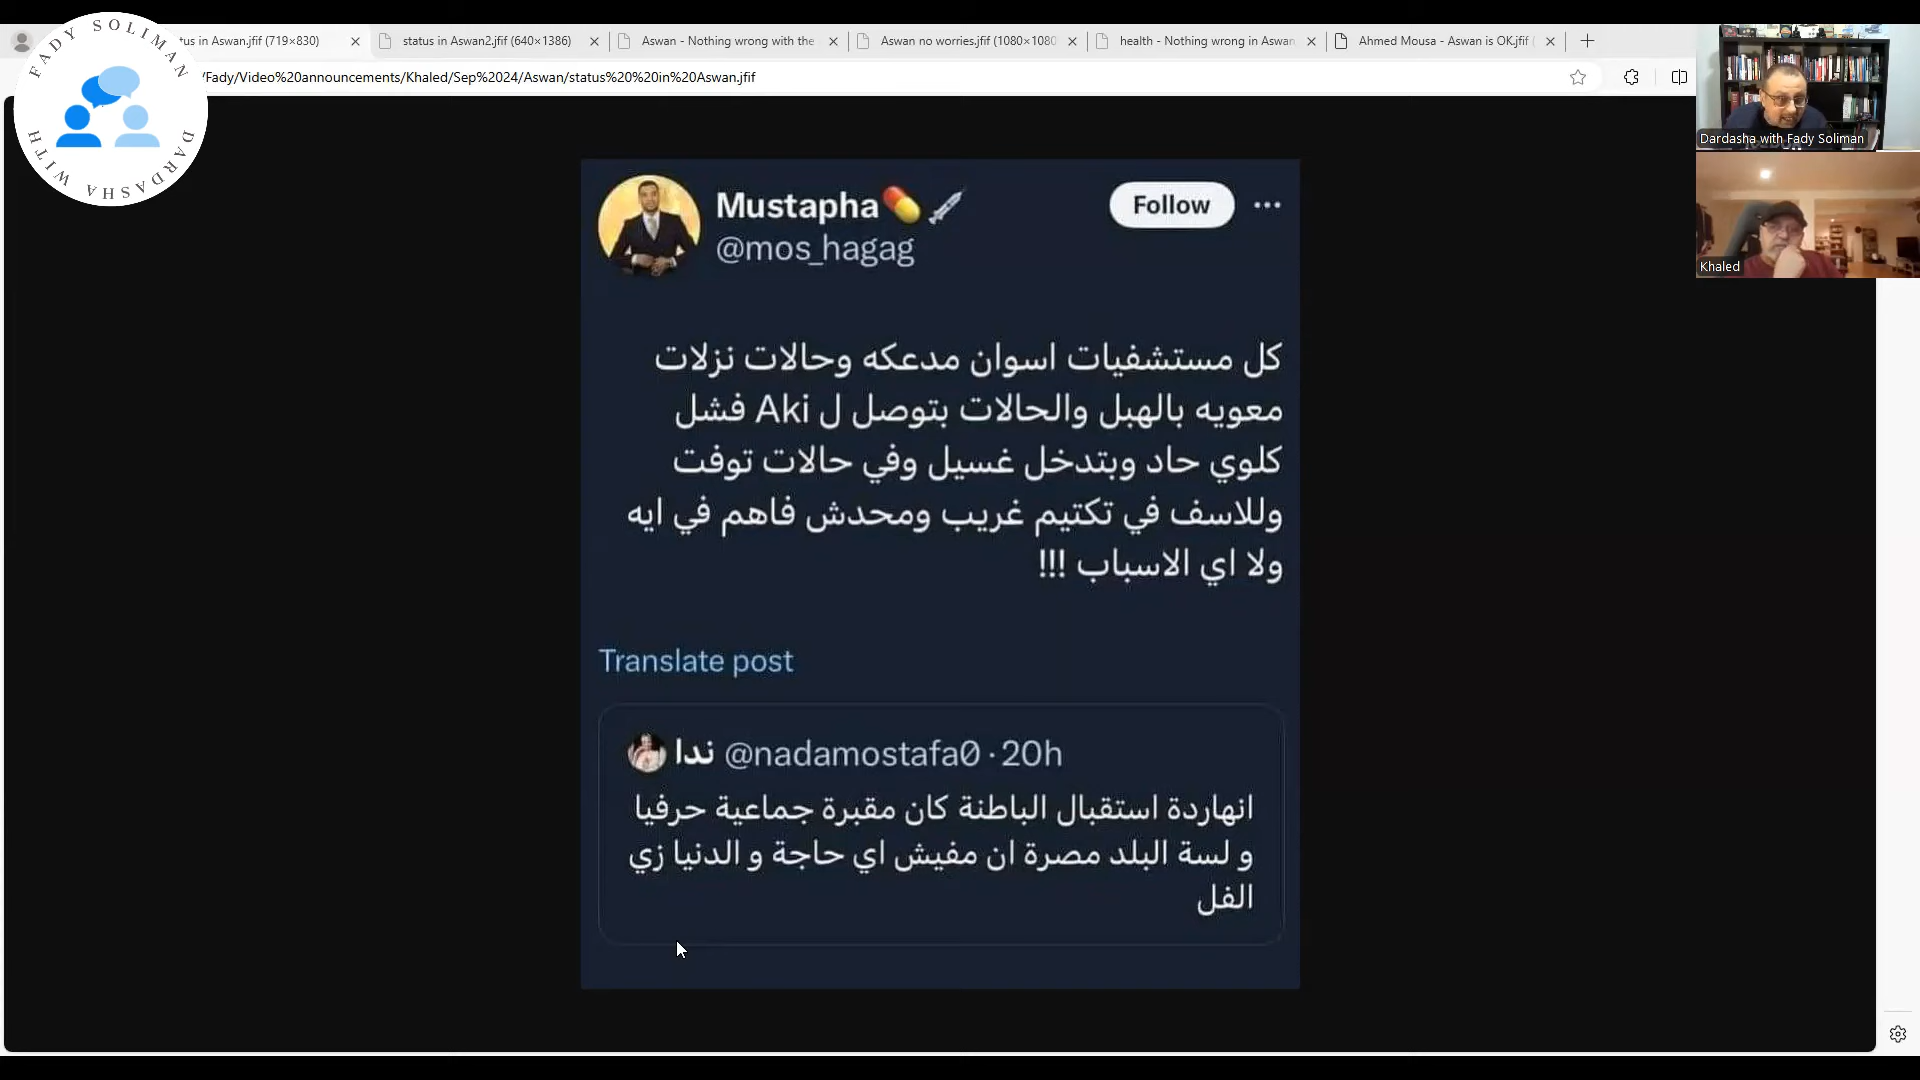 FADY SOLIMAN
DARDASHA WITH
tus in Aswan.jfif (719×830)
status in Aswan2.jfif (640×1386)
Aswan - Nothing wrong with the
Aswan no worries.jfif (1080×1080
health - Nothing wrong in Aswan
Ahmed Mousa - Aswan is OK.jfif (
/Fady/Video%20announcements/Khaled/Sep%2024/Aswan/status%20%20in%20Aswan.jfif
Dardasha with Fady Soliman
Khaled
Mustapha💊💉
Follow
@mos_hagag
كل مستشفيات اسوان مدعكه وحالات نزلات
معويه بالهبل والحالات بتوصل ل Aki فشل
كلوي حاد وبتدخل غسيل وفي حالات توفت
وللاسف في تكتيم غريب ومحدش فاهم في ايه
ولا اي الاسباب !!!
Translate post
ندا @nadamostafa0 · 20h
انهاردة استقبال الباطنة كان مقبرة جماعية حرفيا
و لسة البلد مصرة ان مفيش اي حاجة و الدنيا زي
الفل